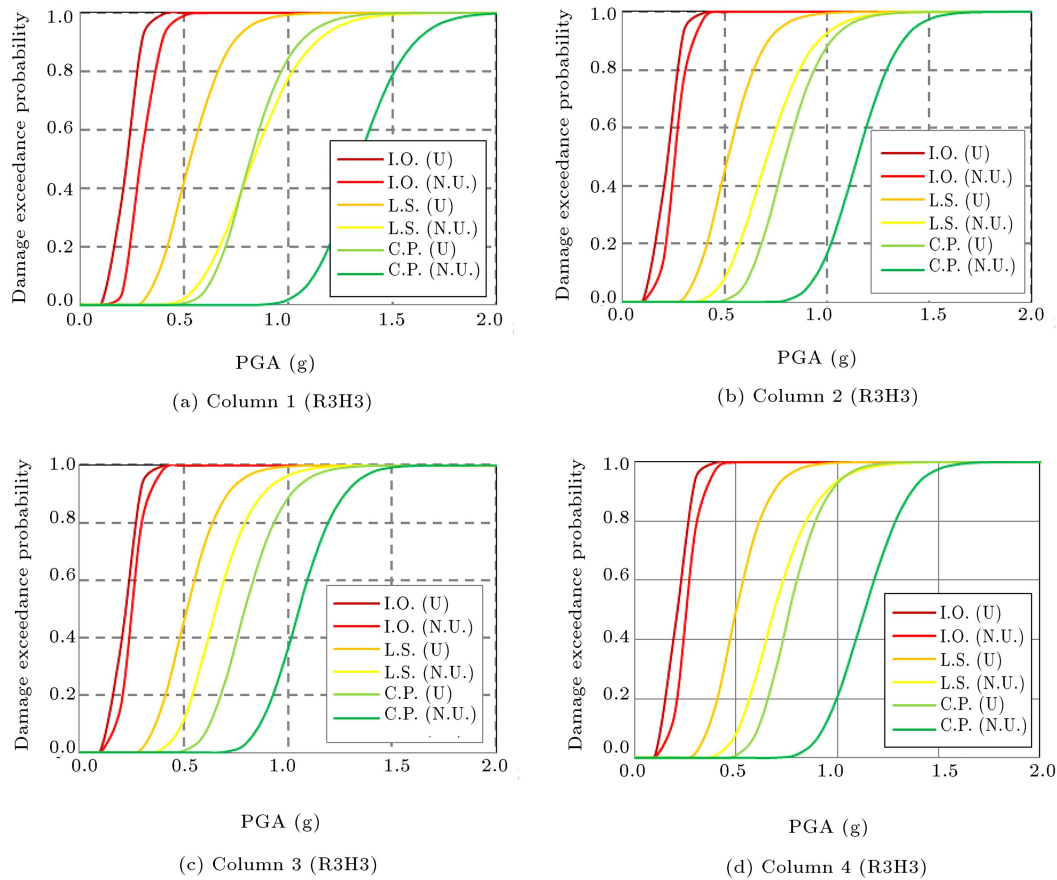 Damage exceedance probability
1.0
0.8
0.6
0.4
0.2
0.0
0.0 0.5 1.0 1.5 2.0
I.O. (U)
I.O. (N.U.)
L.S. (U)
L.S. (N.U.)
C.P. (U)
C.P. (N.U.)
PGA (g)
(a) Column 1 (R3H3)
Damage exceedance probability
1.0
0.8
0.6
0.4
0.2
0.0
0.0 0.5 1.0 1.5 2.0
I.O. (U)
I.O. (N.U.)
L.S. (U)
L.S. (N.U.)
C.P. (U)
C.P. (N.U.)
PGA (g)
(b) Column 2 (R3H3)
Damage exceedance probability
1.0
0.8
0.6
0.4
0.2
0.0
0.0 0.5 1.0 1.5 2.0
I.O. (U)
I.O. (N.U.)
L.S. (U)
L.S. (N.U.)
C.P. (U)
C.P. (N.U.)
PGA (g)
(c) Column 3 (R3H3)
Damage exceedance probability
1.0
0.8
0.6
0.4
0.2
0.0
0.0 0.5 1.0 1.5 2.0
I.O. (U)
I.O. (N.U.)
L.S. (U)
L.S. (N.U.)
C.P. (U)
C.P. (N.U.)
PGA (g)
(d) Column 4 (R3H3)